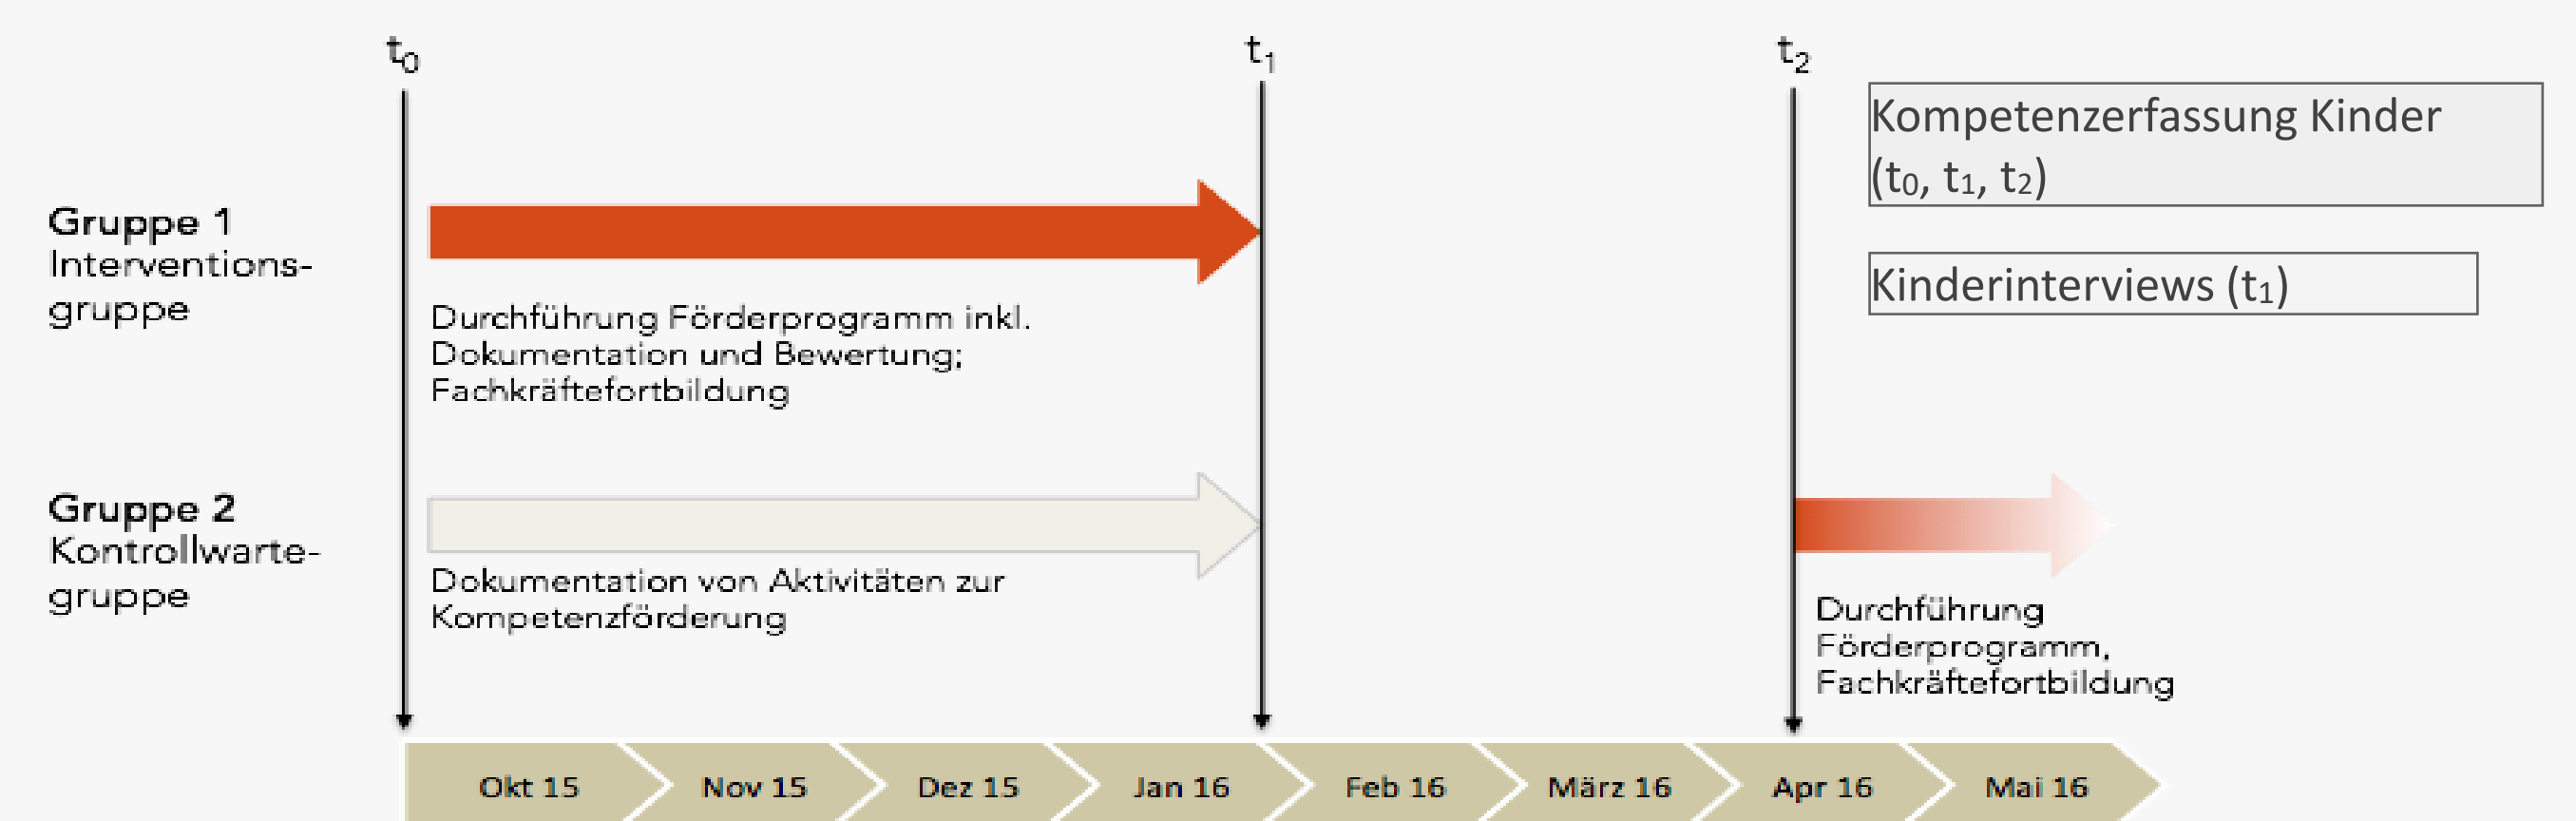 t0
t1
t2
Kompetenzerfassung Kinder
(t0, t1, t2)
Kinderinterviews (t1)
Gruppe 1
Interventions-
gruppe
Durchführung Förderprogramm inkl.
Dokumentation und Bewertung;
Fachkräftefortbildung
Gruppe 2
Kontrollwarte-
gruppe
Dokumentation von Aktivitäten zur
Kompetenzförderung
Durchführung
Förderprogramm,
Fachkräftefortbildung
Okt 15
Nov 15
Dez 15
Jan 16
Feb 16
März 16
Apr 16
Mai 16